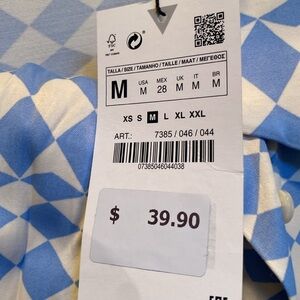 FSC
TALLA / SIZE / TAMANHO / TAILLE / MAAT / ΜΕΓΕΘΟΣ
M
USA MEX UK IT BR
M 28 M M M
XS S M L XL XXL
ART.: 7385 / 046 / 044
07385046044038
$ 39.90